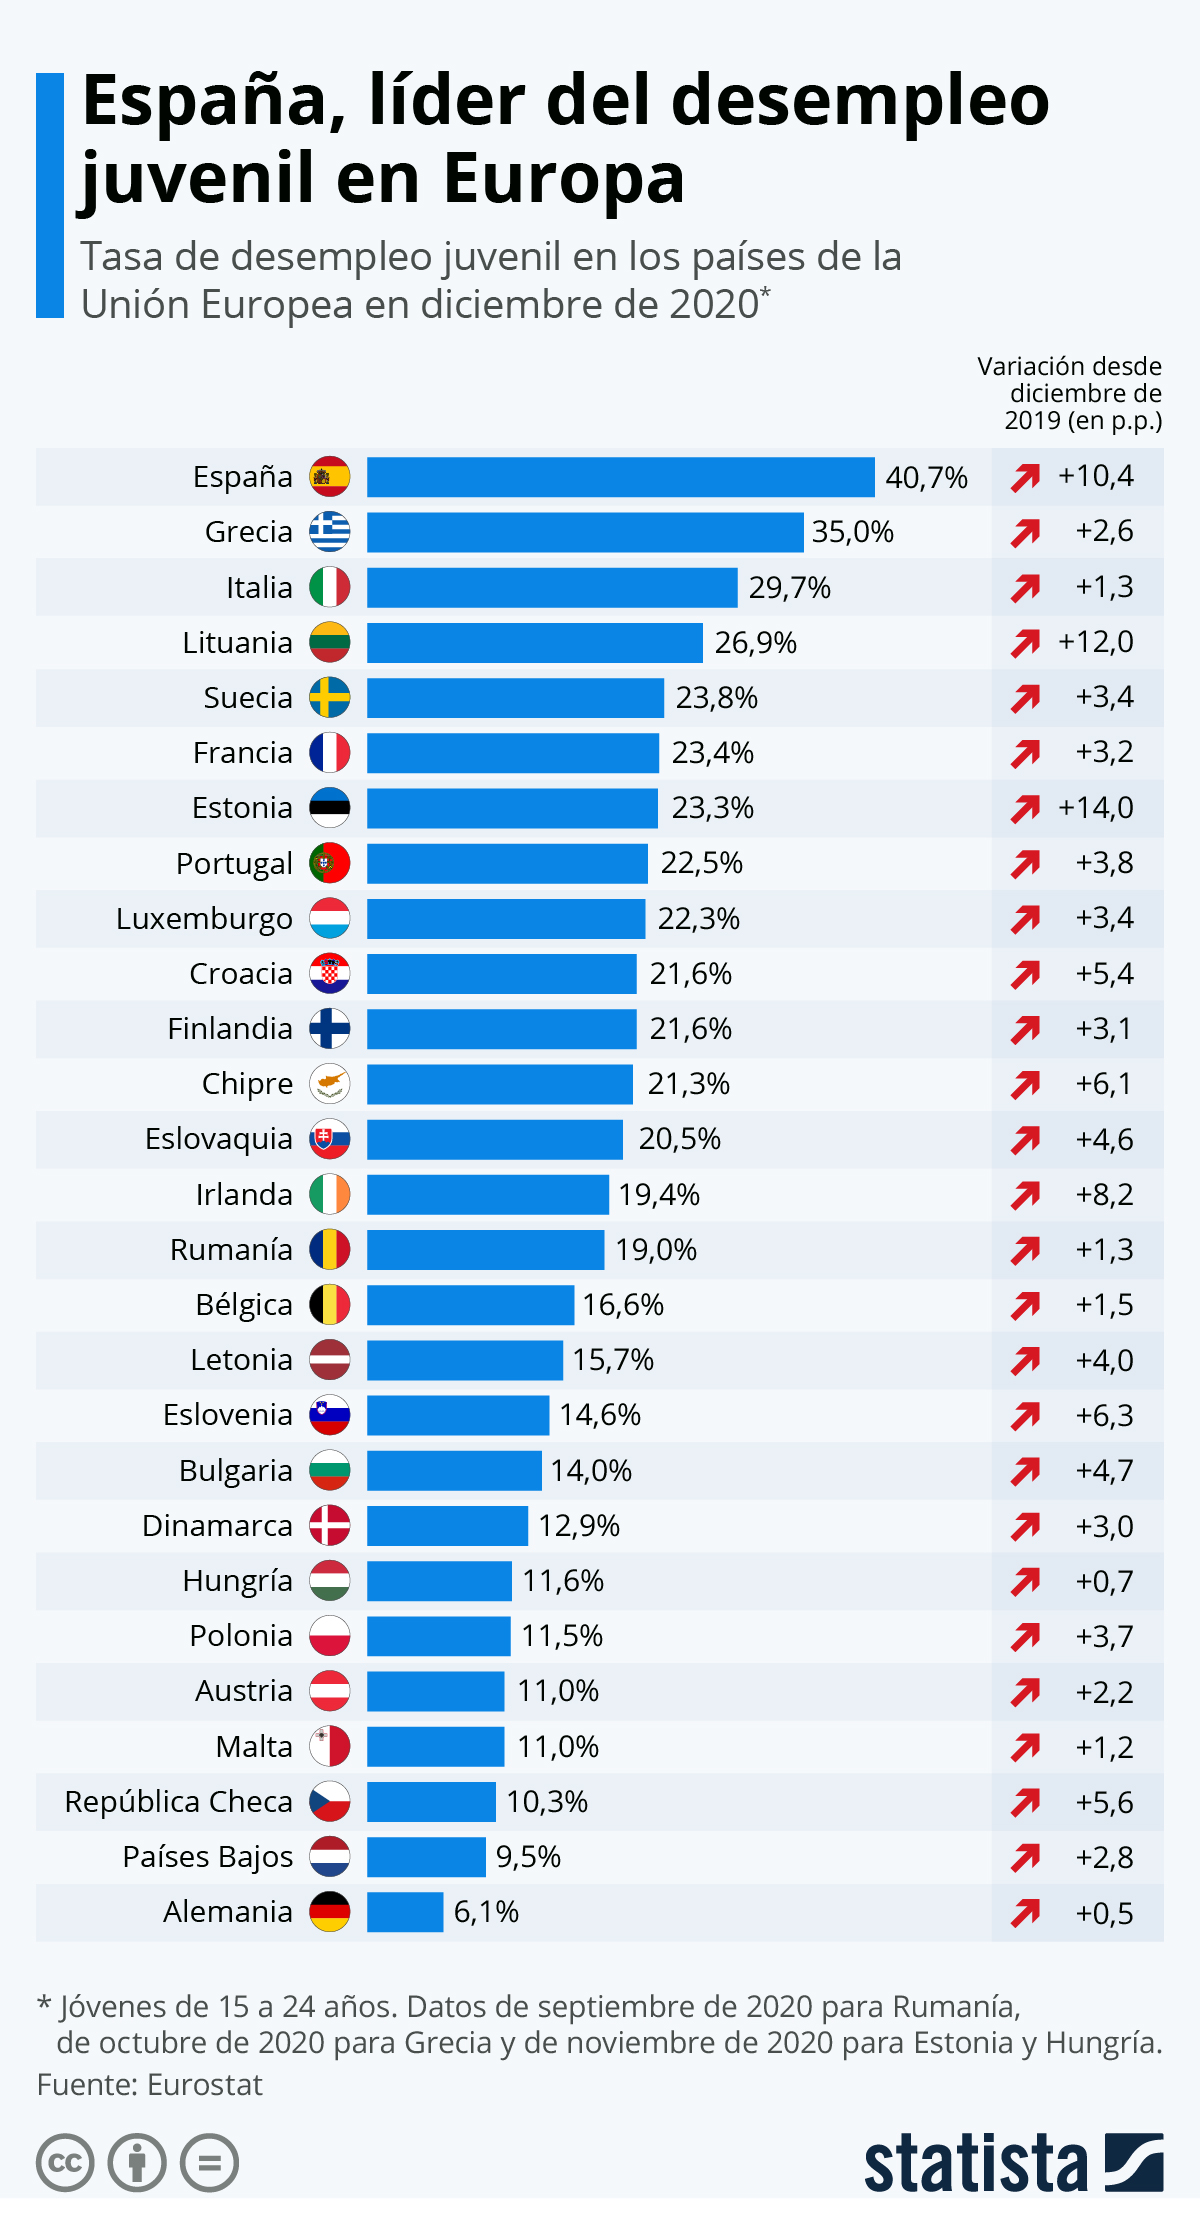 España, líder del desempleo
juvenil en Europa
Tasa de desempleo juvenil en los países de la
Unión Europea en diciembre de 2020*
Variación desde
diciembre de
2019 (en p.p.)
España 40,7% +10,4
Grecia 35,0% +2,6
Italia 29,7% +1,3
Lituania 26,9% +12,0
Suecia 23,8% +3,4
Francia 23,4% +3,2
Estonia 23,3% +14,0
Portugal 22,5% +3,8
Luxemburgo 22,3% +3,4
Croacia 21,6% +5,4
Finlandia 21,6% +3,1
Chipre 21,3% +6,1
Eslovaquia 20,5% +4,6
Irlanda 19,4% +8,2
Rumanía 19,0% +1,3
Bélgica 16,6% +1,5
Letonia 15,7% +4,0
Eslovenia 14,6% +6,3
Bulgaria 14,0% +4,7
Dinamarca 12,9% +3,0
Hungría 11,6% +0,7
Polonia 11,5% +3,7
Austria 11,0% +2,2
Malta 11,0% +1,2
República Checa 10,3% +5,6
Países Bajos 9,5% +2,8
Alemania 6,1% +0,5
* Jóvenes de 15 a 24 años. Datos de septiembre de 2020 para Rumanía,
de octubre de 2020 para Grecia y de noviembre de 2020 para Estonia y Hungría.
Fuente: Eurostat
cc = statista